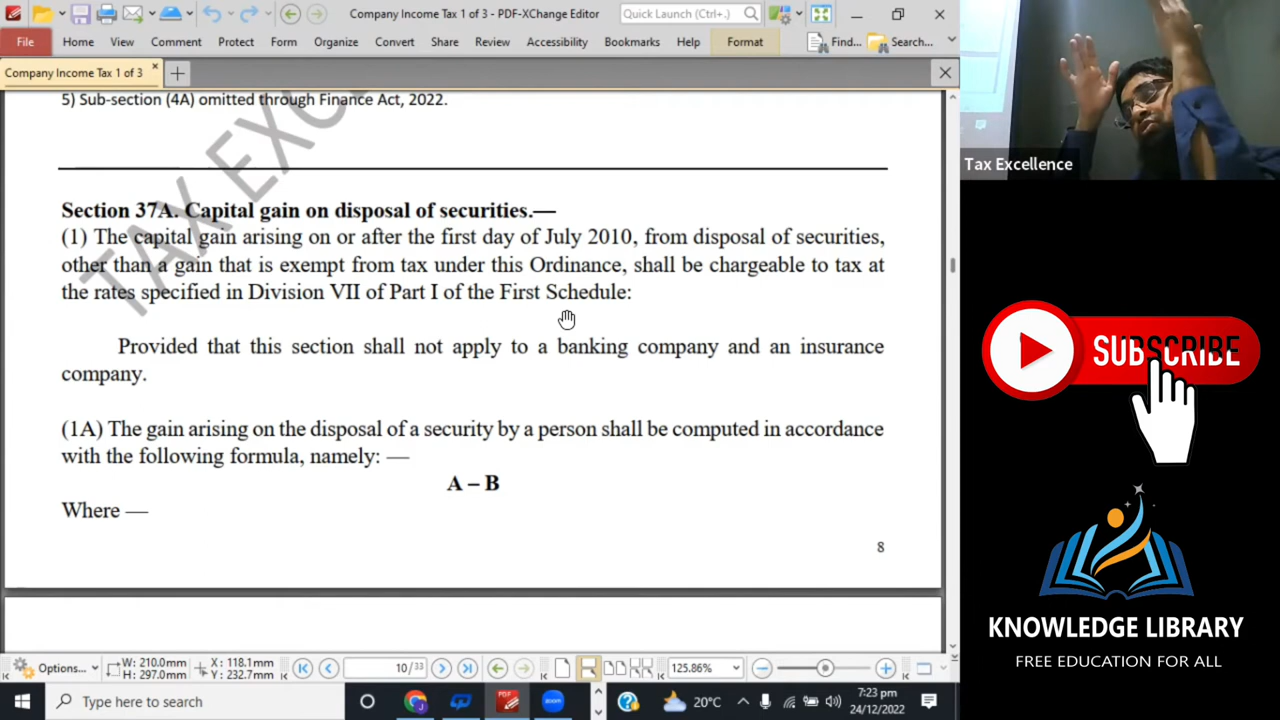 Company Income Tax 1 of 3 - PDF-XChange Editor
Quick Launch (Ctrl+.)
File Home View Comment Protect Form Organize Convert Share Review Accessibility Bookmarks Help Format Find... Search...
Company Income Tax 1 of 3
5) Sub-section (4A) omitted through Finance Act, 2022.
TAX EXC
Section 37A. Capital gain on disposal of securities.—
(1) The capital gain arising on or after the first day of July 2010, from disposal of securities,
other than a gain that is exempt from tax under this Ordinance, shall be chargeable to tax at
the rates specified in Division VII of Part I of the First Schedule:
Provided that this section shall not apply to a banking company and an insurance
company.
(1A) The gain arising on the disposal of a security by a person shall be computed in accordance
with the following formula, namely: —
A – B
Where —
8
Options...
W: 210.0mm
H: 297.0mm
X: 118.1mm
Y: 232.7mm
10 / 33
125.86%
Type here to search
PDF
zoom
20°C
7:23 pm
24/12/2022
Tax Excellence
SUBSCRIBE
KNOWLEDGE LIBRARY
FREE EDUCATION FOR ALL